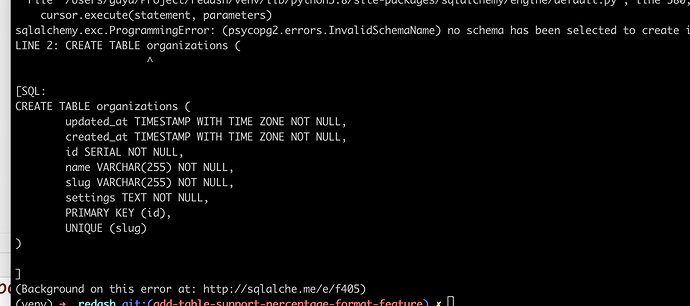 File "/Users/gaya/Project/redash/venv/lib/python3.8/site-packages/sqlalchemy/engine/default.py", line 580,
cursor.execute(statement, parameters)
sqlalchemy.exc.ProgrammingError: (psycopg2.errors.InvalidSchemaName) no schema has been selected to create i
LINE 2: CREATE TABLE organizations (
^
[SQL:
CREATE TABLE organizations (
updated_at TIMESTAMP WITH TIME ZONE NOT NULL,
created_at TIMESTAMP WITH TIME ZONE NOT NULL,
id SERIAL NOT NULL,
name VARCHAR(255) NOT NULL,
slug VARCHAR(255) NOT NULL,
settings TEXT NOT NULL,
PRIMARY KEY (id),
UNIQUE (slug)
)
]
(Background on this error at: http://sqlalche.me/e/f405)
(venv) → redash git:(add-table-support-percentage-format-feature) ✗